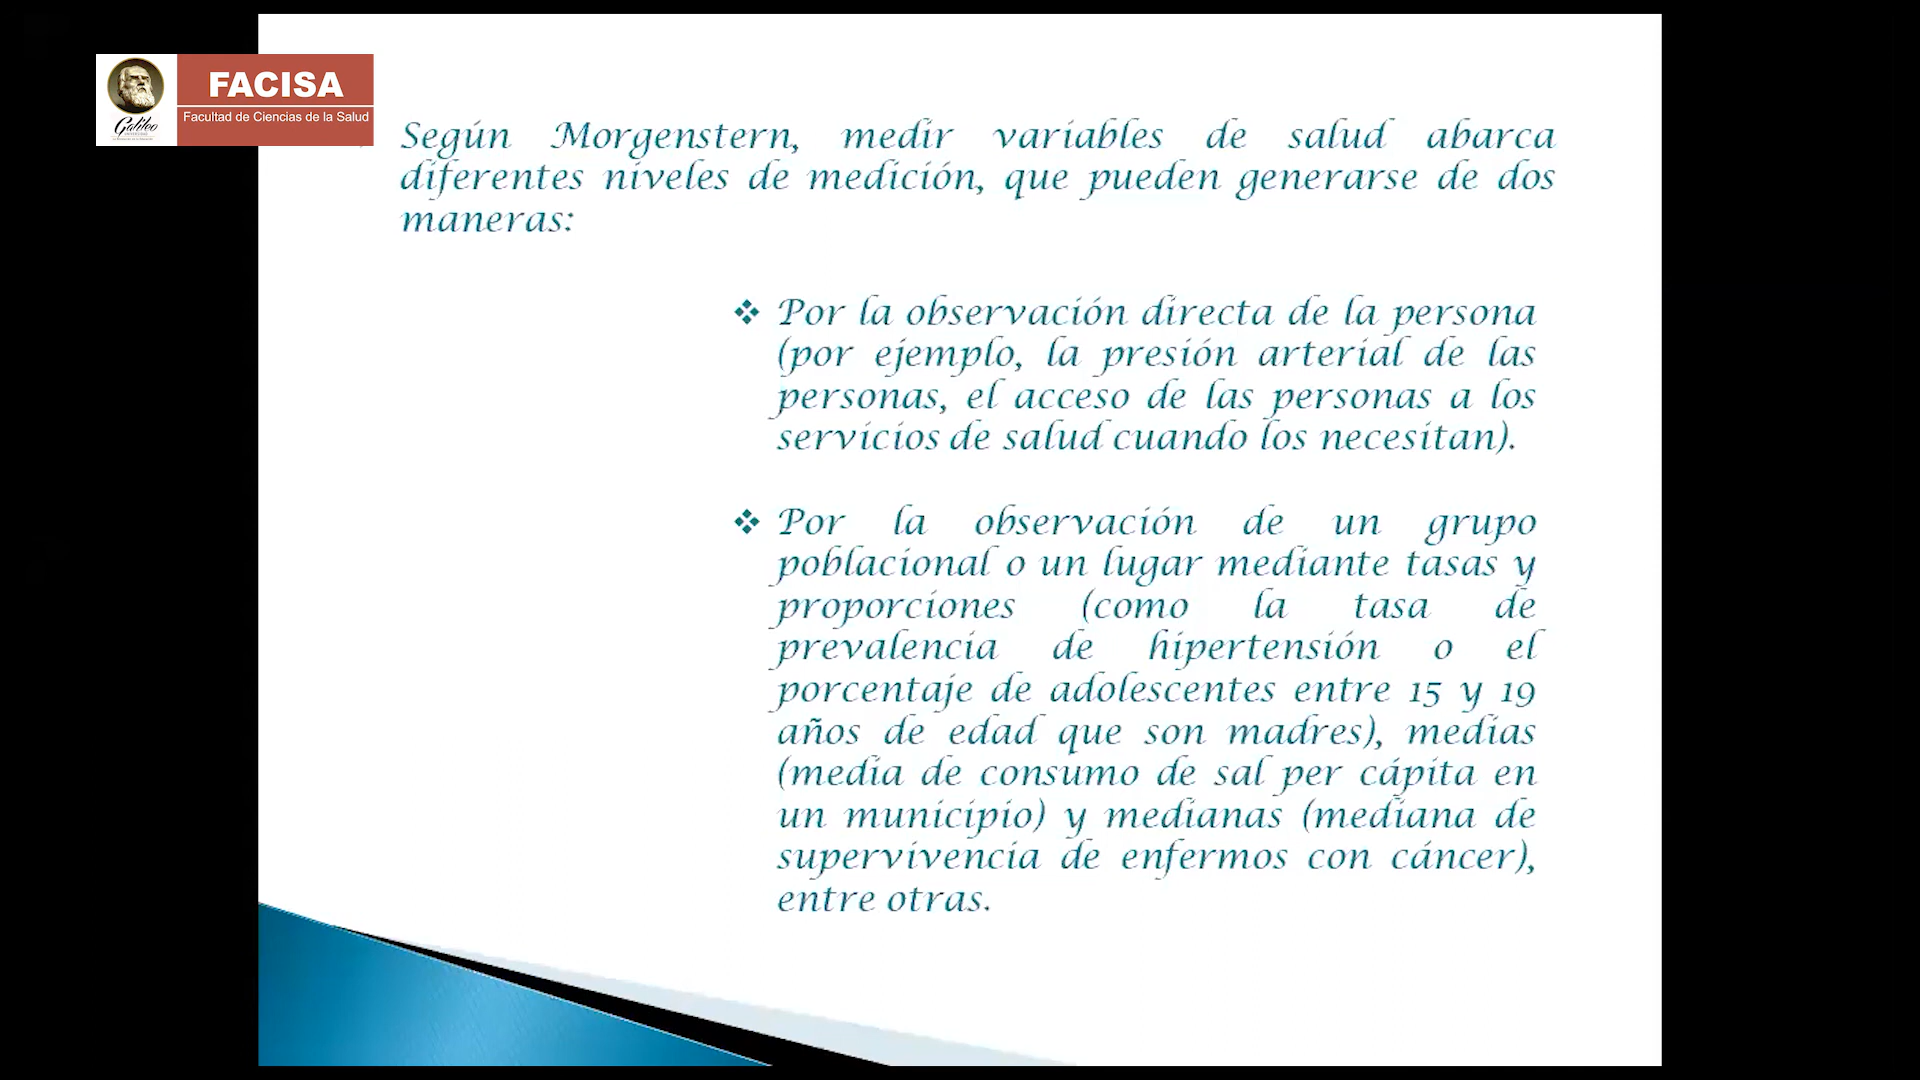 FACISA
Facultad de Ciencias de la Salud
Galileo
Según Morgenstern, medir variables de salud abarca
diferentes niveles de medición, que pueden generarse de dos
maneras:
❖ Por la observación directa de la persona
(por ejemplo, la presión arterial de las
personas, el acceso de las personas a los
servicios de salud cuando los necesitan).
❖ Por la observación de un grupo
poblacional o un lugar mediante tasas y
proporciones (como la tasa de
prevalencia de hipertensión o el
porcentaje de adolescentes entre 15 y 19
años de edad que son madres), medias
(media de consumo de sal per cápita en
un municipio) y medianas (mediana de
supervivencia de enfermos con cáncer),
entre otras.